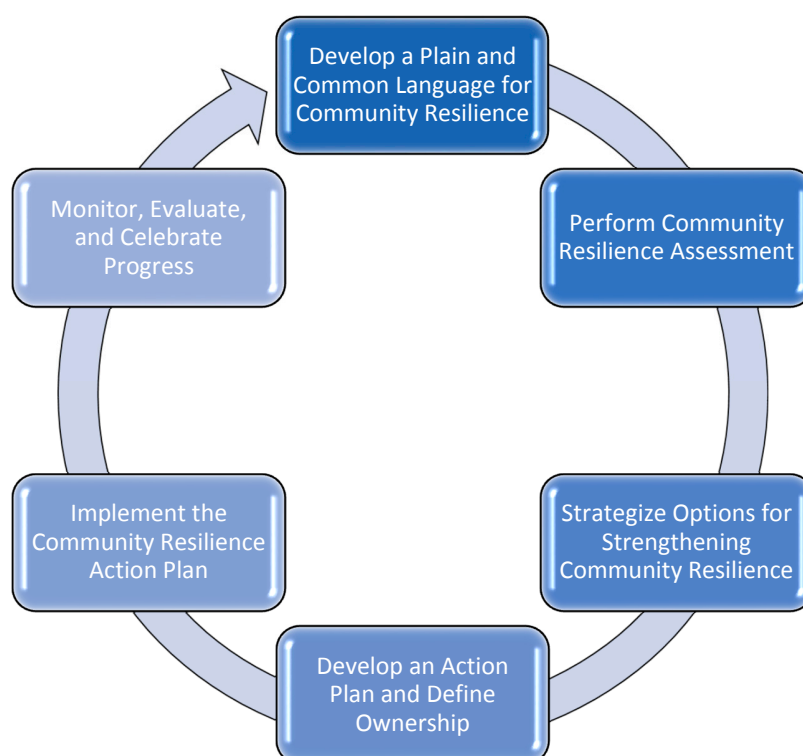 Develop a Plain and
Common Language for
Community Resilience
Perform Community
Resilience Assessment
Strategize Options for
Strengthening
Community Resilience
Develop an Action
Plan and Define
Ownership
Implement the
Community Resilience
Action Plan
Monitor, Evaluate,
and Celebrate
Progress